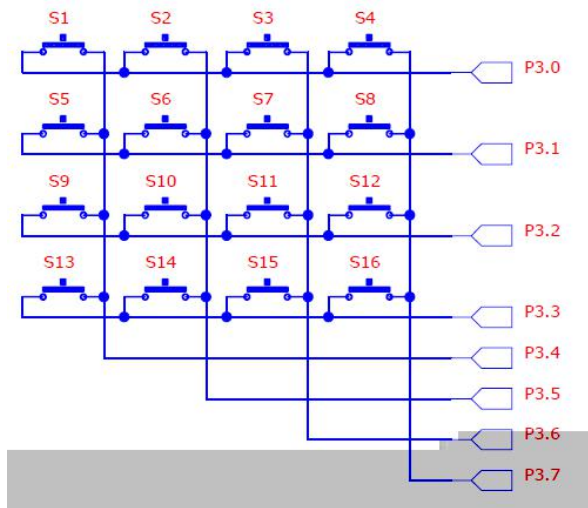 S1 S2 S3 S4
P3.0
S5 S6 S7 S8
P3.1
S9 S10 S11 S12
P3.2
S13 S14 S15 S16
P3.3
P3.4
P3.5
P3.6
P3.7